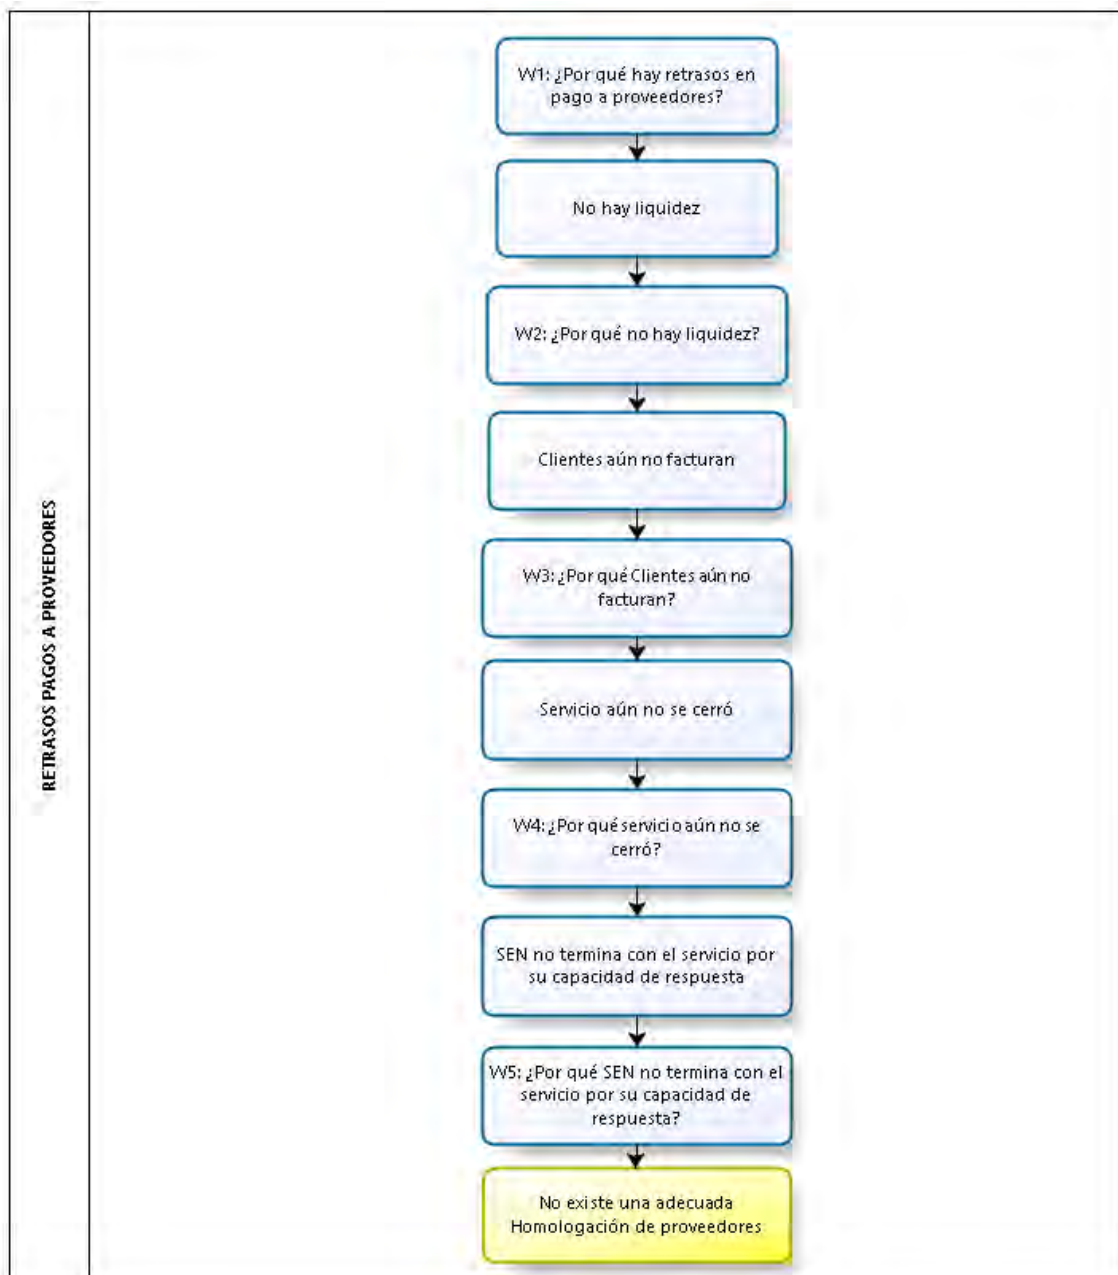 RETRASOS PAGOS A PROVEEDORES
W1: ¿Por qué hay retrasos en
pago a proveedores?
No hay liquidez
W2: ¿Por qué no hay liquidez?
Clientes aún no facturan
W3: ¿Por qué Clientes aún no
facturan?
Servicio aún no se cerró
W4: ¿Por qué servicio aún no se
cerró?
SEN no termina con el servicio por
su capacidad de respuesta
W5: ¿Por qué SEN no termina con el
servicio por su capacidad de
respuesta?
No existe una adecuada
Homologación de proveedores